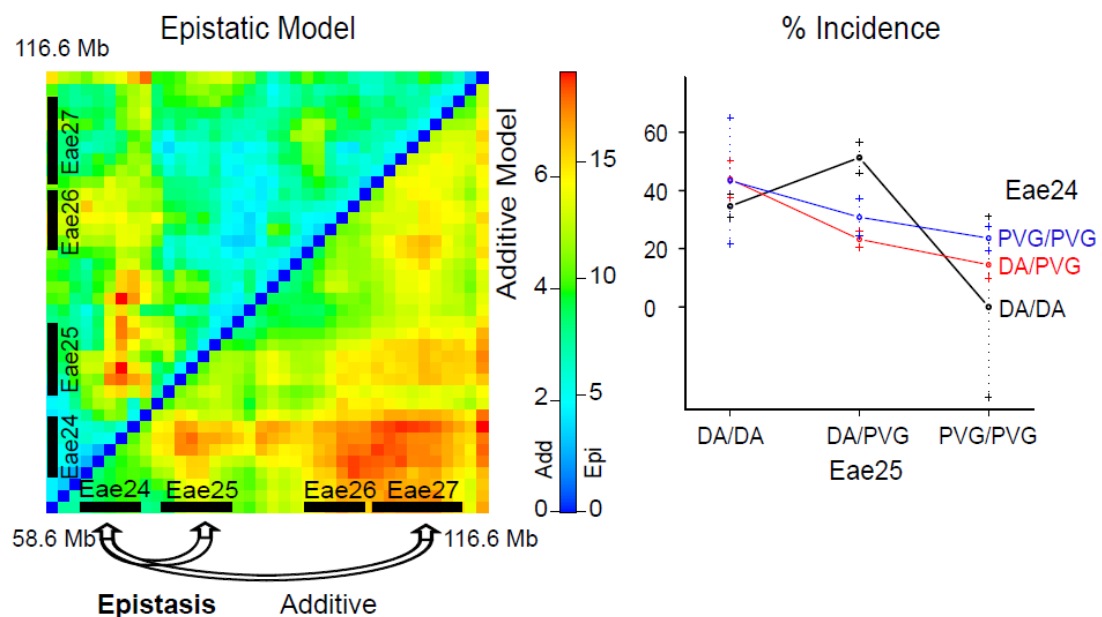 Epistatic Model
% Incidence
116.6 Mb
Eae27
Eae26
Eae25
Eae24
Eae24
Eae25
Eae26
Eae27
58.6 Mb
116.6 Mb
Epistasis
Additive
Additive Model
6
4
2
0
Add
15
10
5
0
Epi
60
40
20
0
Eae24
PVG/PVG
DA/PVG
DA/DA
DA/DA
DA/PVG
PVG/PVG
Eae25